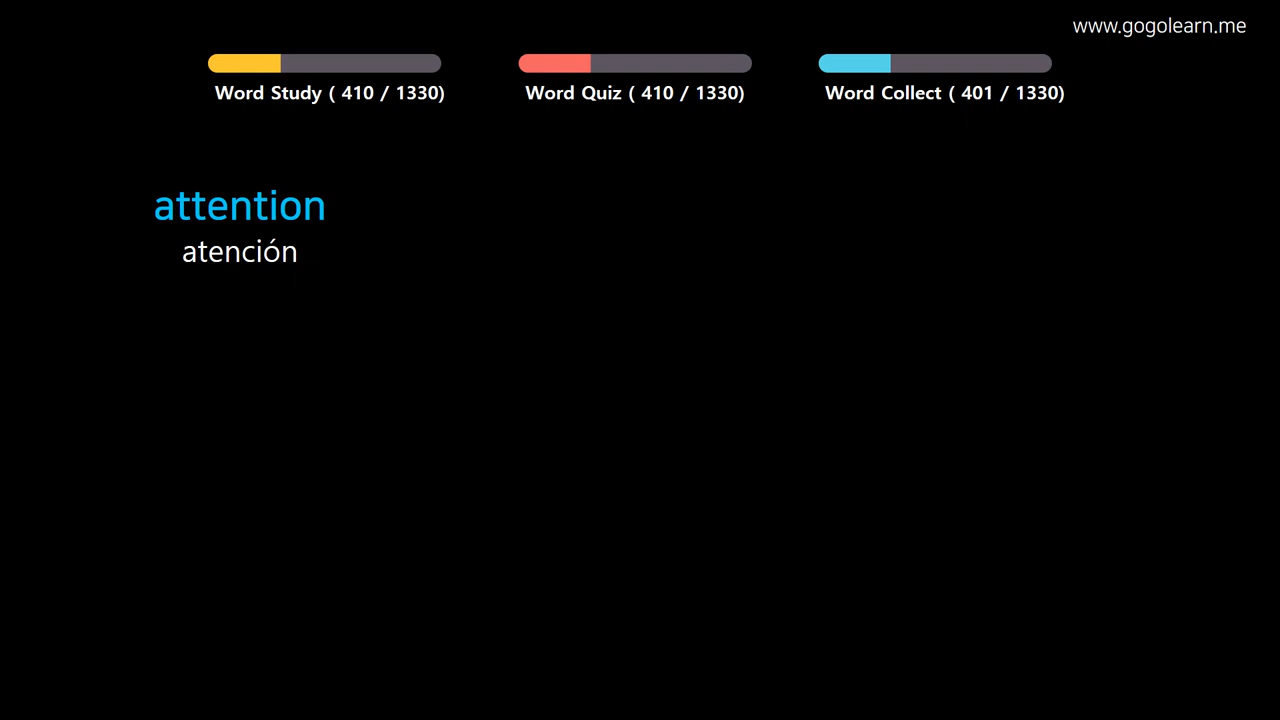 www.gogolearn.me
Word Study ( 410 / 1330)
Word Quiz ( 410 / 1330)
Word Collect ( 401 / 1330)
attention
atención